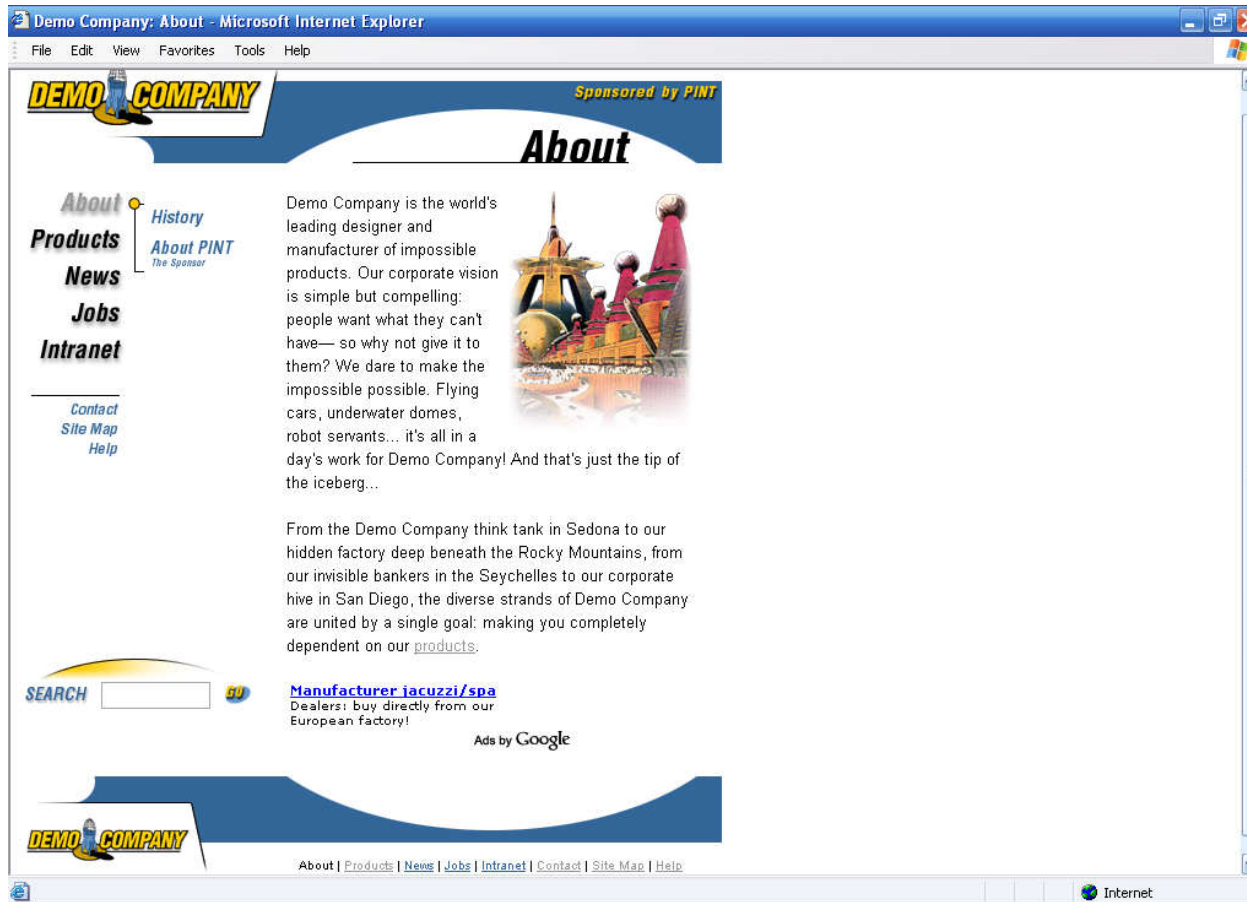 Demo Company: About - Microsoft Internet Explorer
File Edit View Favorites Tools Help
DEMO COMPANY
Sponsored by PINT
About
About
Products
News
Jobs
Intranet
History
About PINT
The Sponsor
Contact
Site Map
Help
Demo Company is the world's
leading designer and
manufacturer of impossible
products. Our corporate vision
is simple but compelling:
people want what they can't
have— so why not give it to
them? We dare to make the
impossible possible. Flying
cars, underwater domes,
robot servants... it's all in a
day's work for Demo Company! And that's just the tip of
the iceberg...
From the Demo Company think tank in Sedona to our
hidden factory deep beneath the Rocky Mountains, from
our invisible bankers in the Seychelles to our corporate
hive in San Diego, the diverse strands of Demo Company
are united by a single goal: making you completely
dependent on our products.
SEARCH GO
Manufacturer jacuzzi/spa
Dealers: buy directly from our
European factory!
Ads by Google
DEMO COMPANY
About | Products | News | Jobs | Intranet | Contact | Site Map | Help
Internet